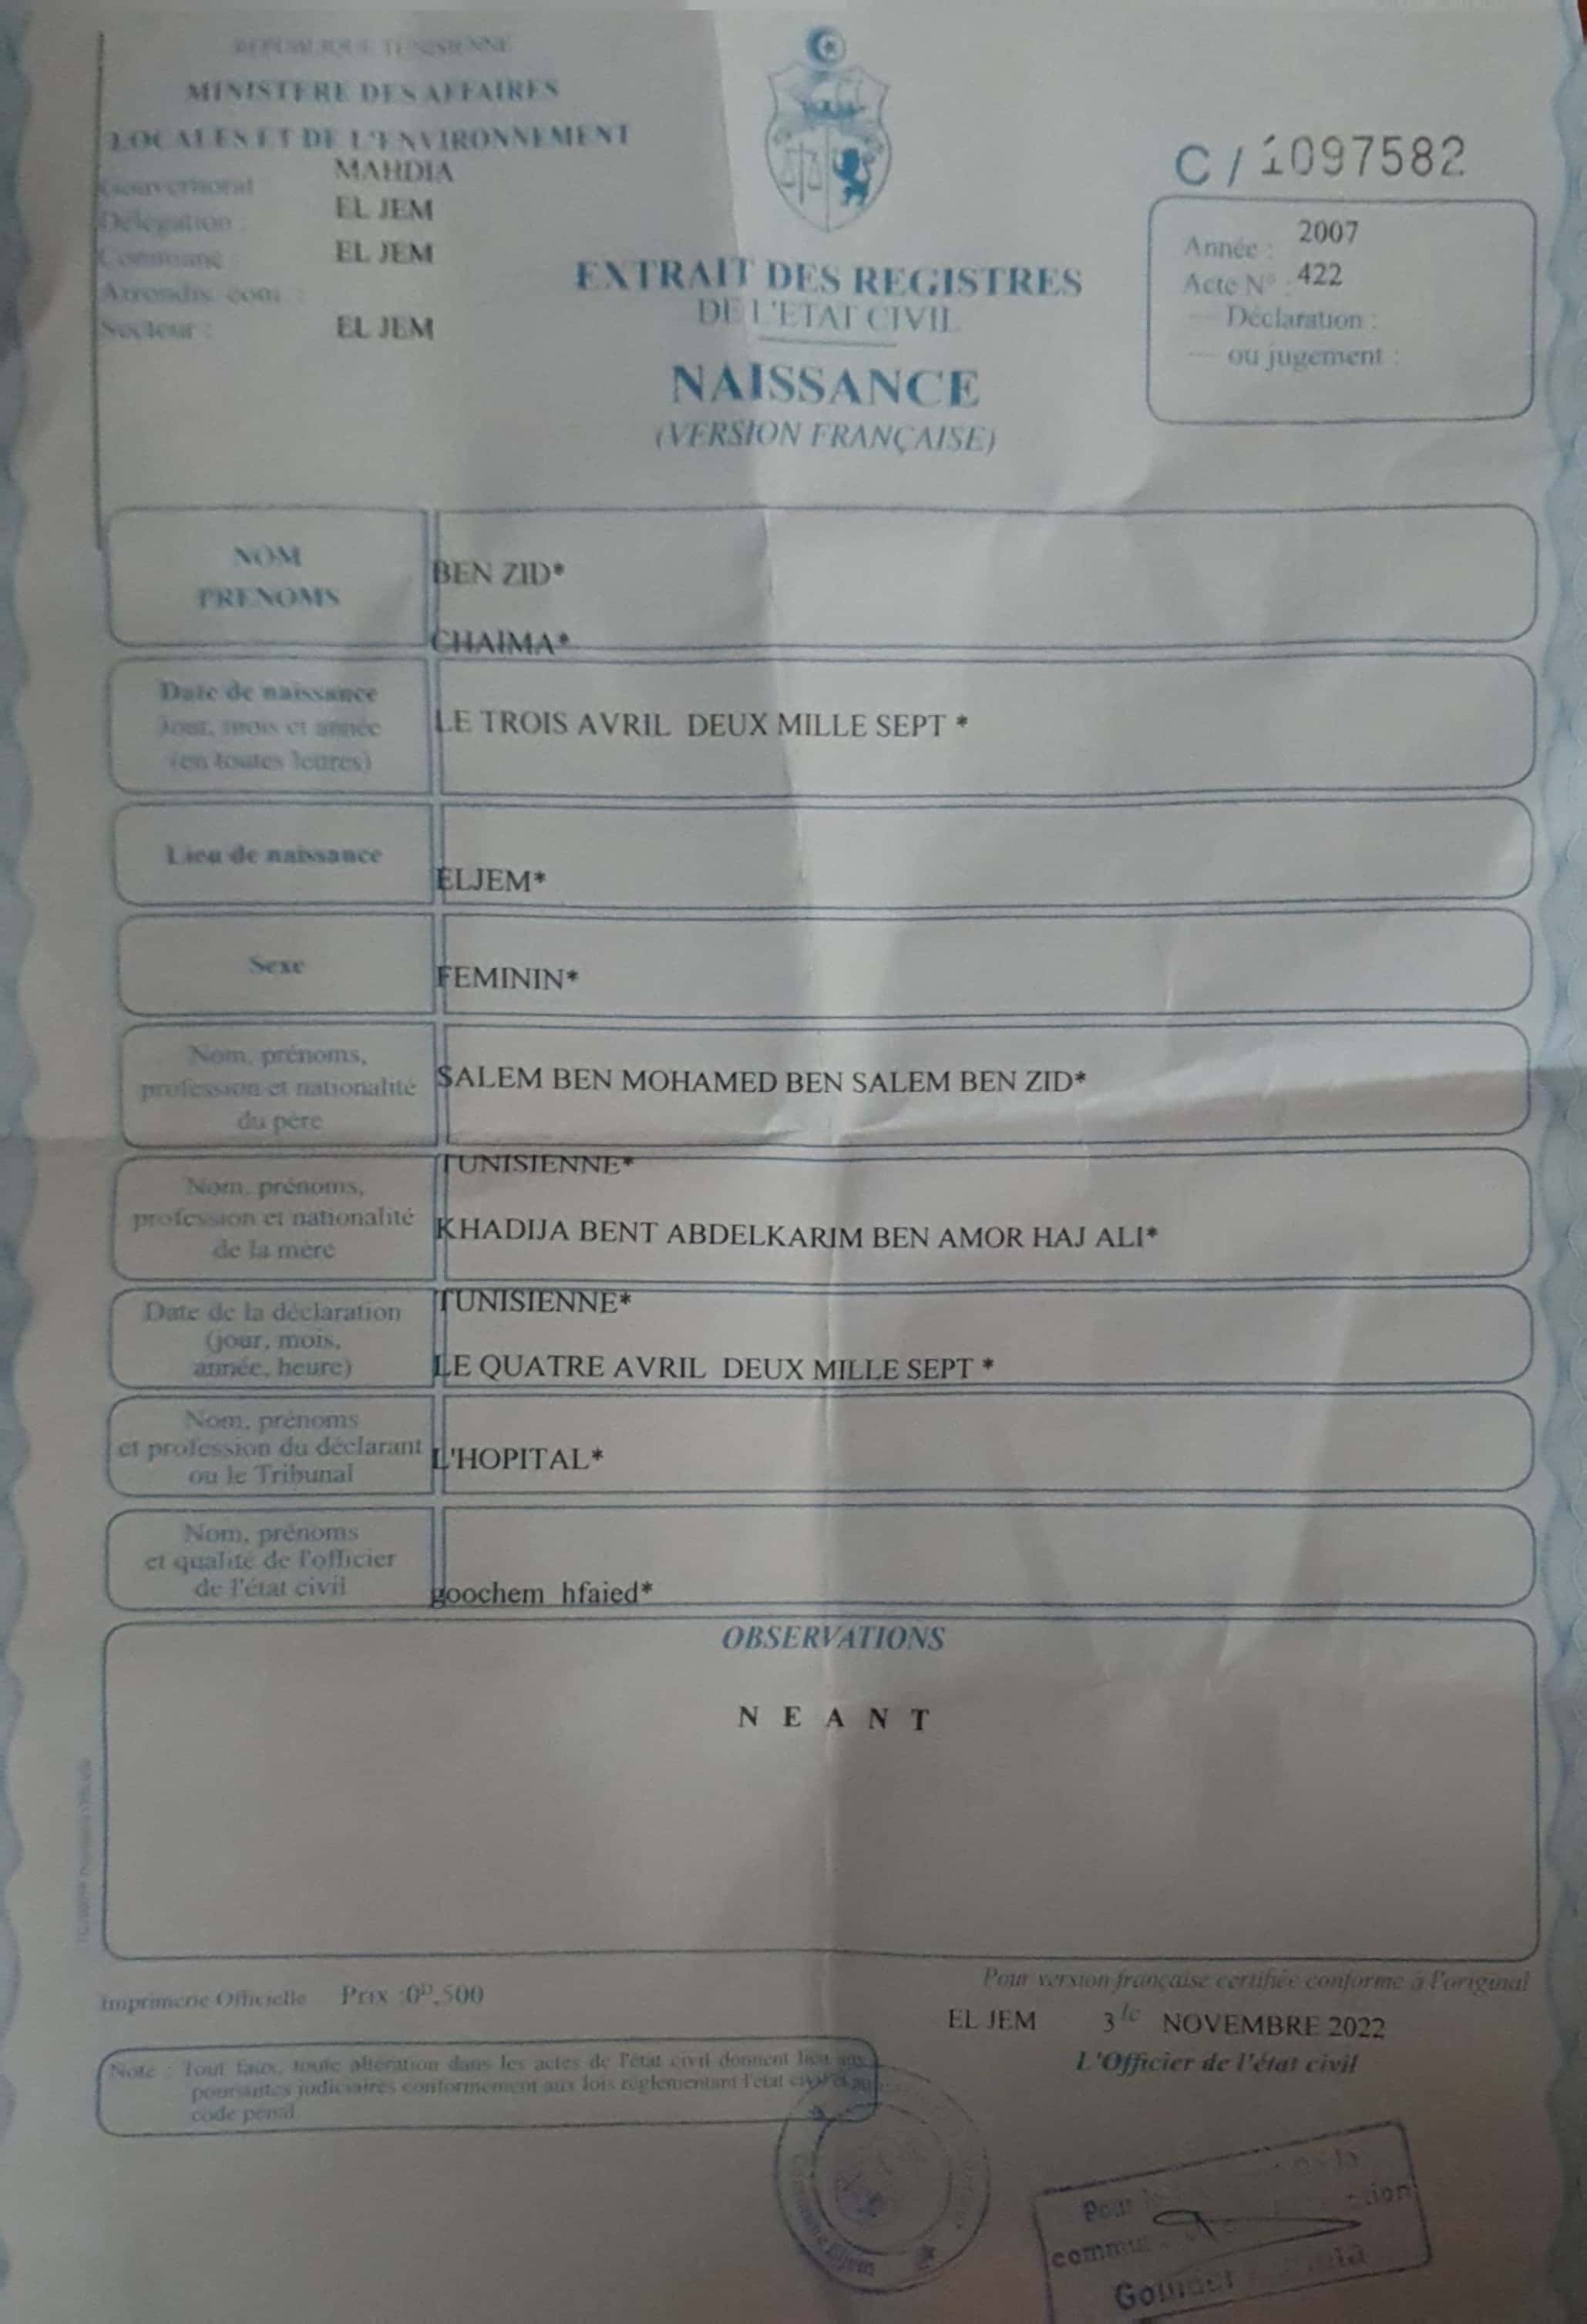 REPUBLIQUE TUNISIENNE
MINISTERE DES AFFAIRES
LOCALES ET DE L'ENVIRONNEMENT
Gouvernorat MAHDIA
Délégation : EL JEM
Commune EL JEM
Arrondis. com. :
Secteur : EL JEM
C / 1097582
Année : 2007
Acte N° 422
— Déclaration :
— ou jugement :
EXTRAIT DES REGISTRES
DE L'ETAT CIVIL
NAISSANCE
(VERSION FRANÇAISE)
NOM
PRENOMS
BEN ZID*
CHAIMA*
Date de naissance
Jour, mois et année
(en toutes lettres)
LE TROIS AVRIL DEUX MILLE SEPT *
Lieu de naissance
ELJEM*
Sexe
FEMININ*
Nom, prénoms,
profession et nationalité
du père
SALEM BEN MOHAMED BEN SALEM BEN ZID*
TUNISIENNE*
Nom, prénoms,
profession et nationalité
de la mère
KHADIJA BENT ABDELKARIM BEN AMOR HAJ ALI*
TUNISIENNE*
Date de la déclaration
(jour, mois,
année, heure)
LE QUATRE AVRIL DEUX MILLE SEPT *
Nom, prénoms
et profession du déclarant
ou le Tribunal
L'HOPITAL*
Nom, prénoms
et qualité de l'officier
de l'état civil
goochem hfaied*
OBSERVATIONS
N E A N T
Imprimerie Officielle Prix :0ᴰ,500
Pour version française certifiée conforme à l'original
EL JEM 3 le NOVEMBRE 2022
L'Officier de l'état civil
Note : Tout faux, toute altération dans les actes de l'état civil donnent lieu aux
poursuites judiciaires conformement aux lois réglementant l'état civil et au
code pénal.
Pour
commu